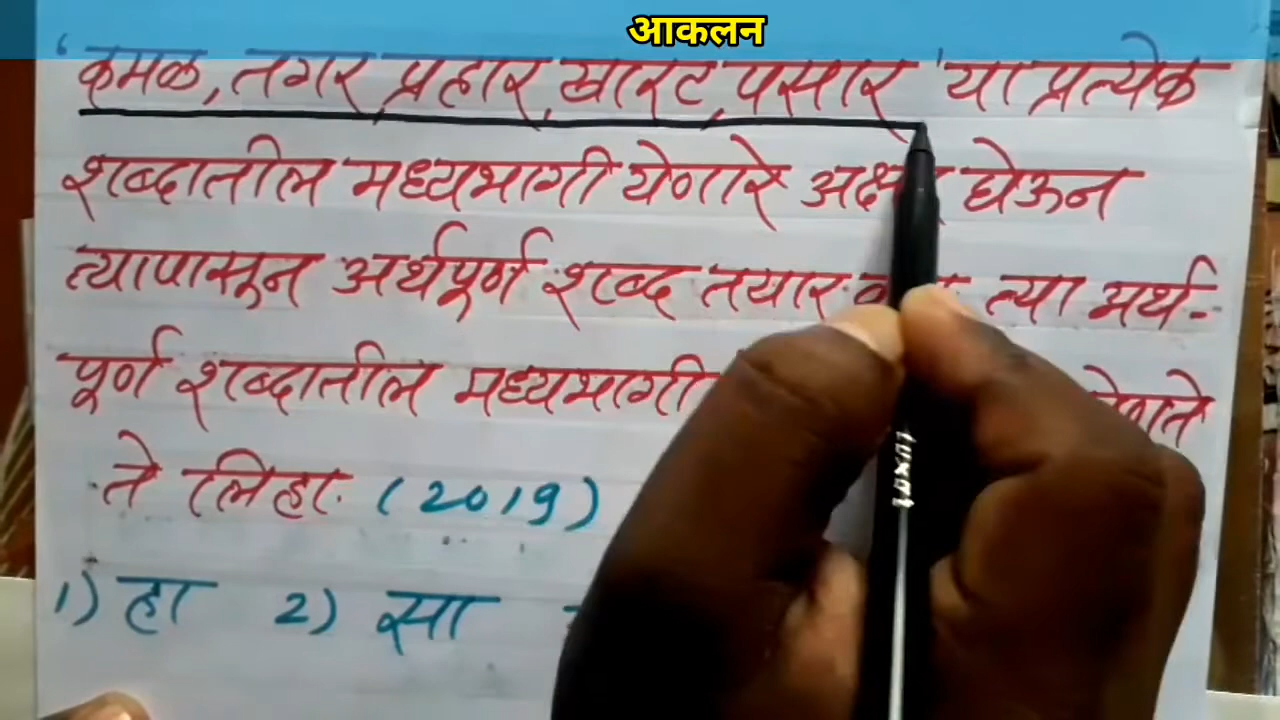 आकलन
'कमळ, तगर, प्रहार, खारट, पसार' या प्रत्येक
शब्दातील मध्यभागी येणारे अक्षर घेऊन
त्यापासून अर्थपूर्ण शब्द तयार त्या अर्थ-
पूर्ण शब्दातील मध्यभागी
ते लिहा. (2019)
1) हा 2) सा
LUXOR